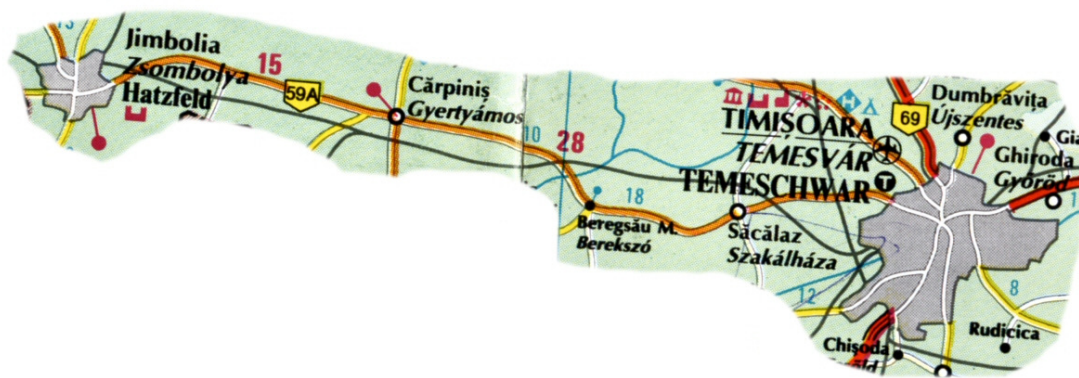 13
Jimbolia
Zsombolya
Hatzfeld
15
59A
Cărpiniș
Gyertyámos
10
28
18
Beregsău M.
Berekszó
Săcălaz
Szakálháza
12
TIMIȘOARA
TEMESVÁR
TEMESCHWAR
T
H
69
Dumbrăvița
Újszentes
Ghiroda
Győröd
8
Rudicica
Chișoda